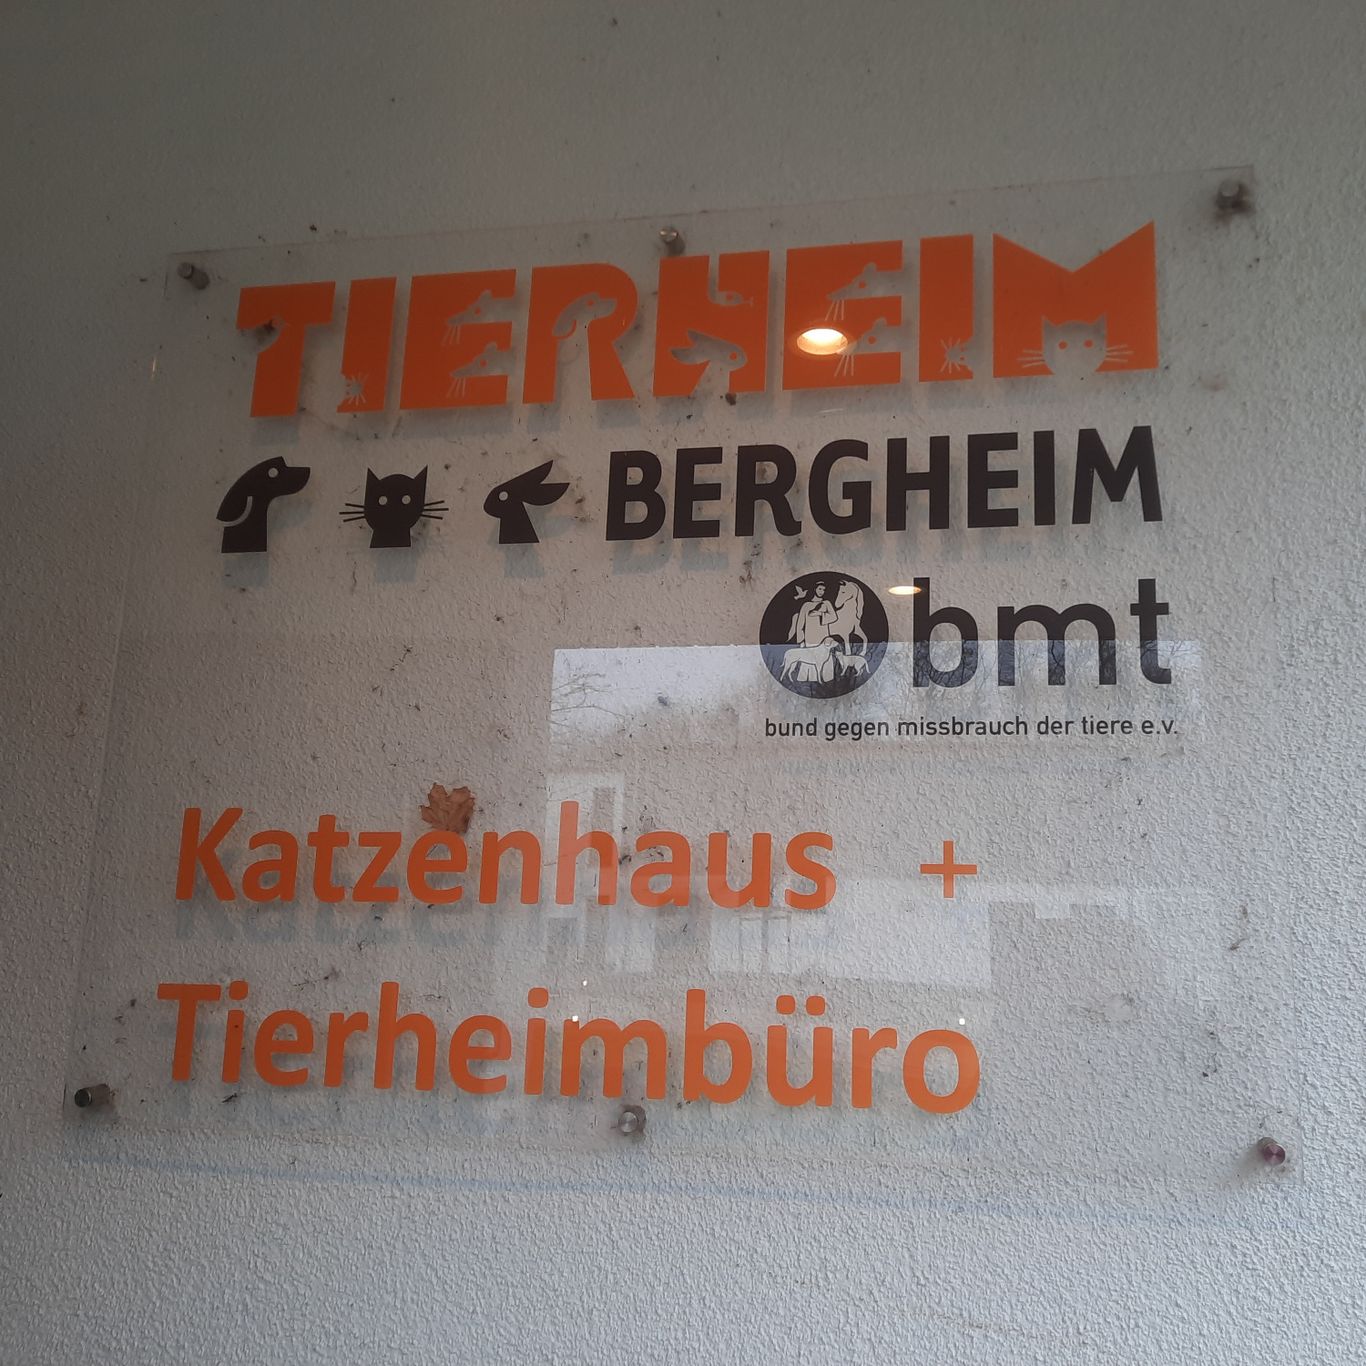 TIERHEIM
BERGHEIM
bmt
bund gegen missbrauch der tiere e.v.
Katzenhaus +
Tierheimbüro